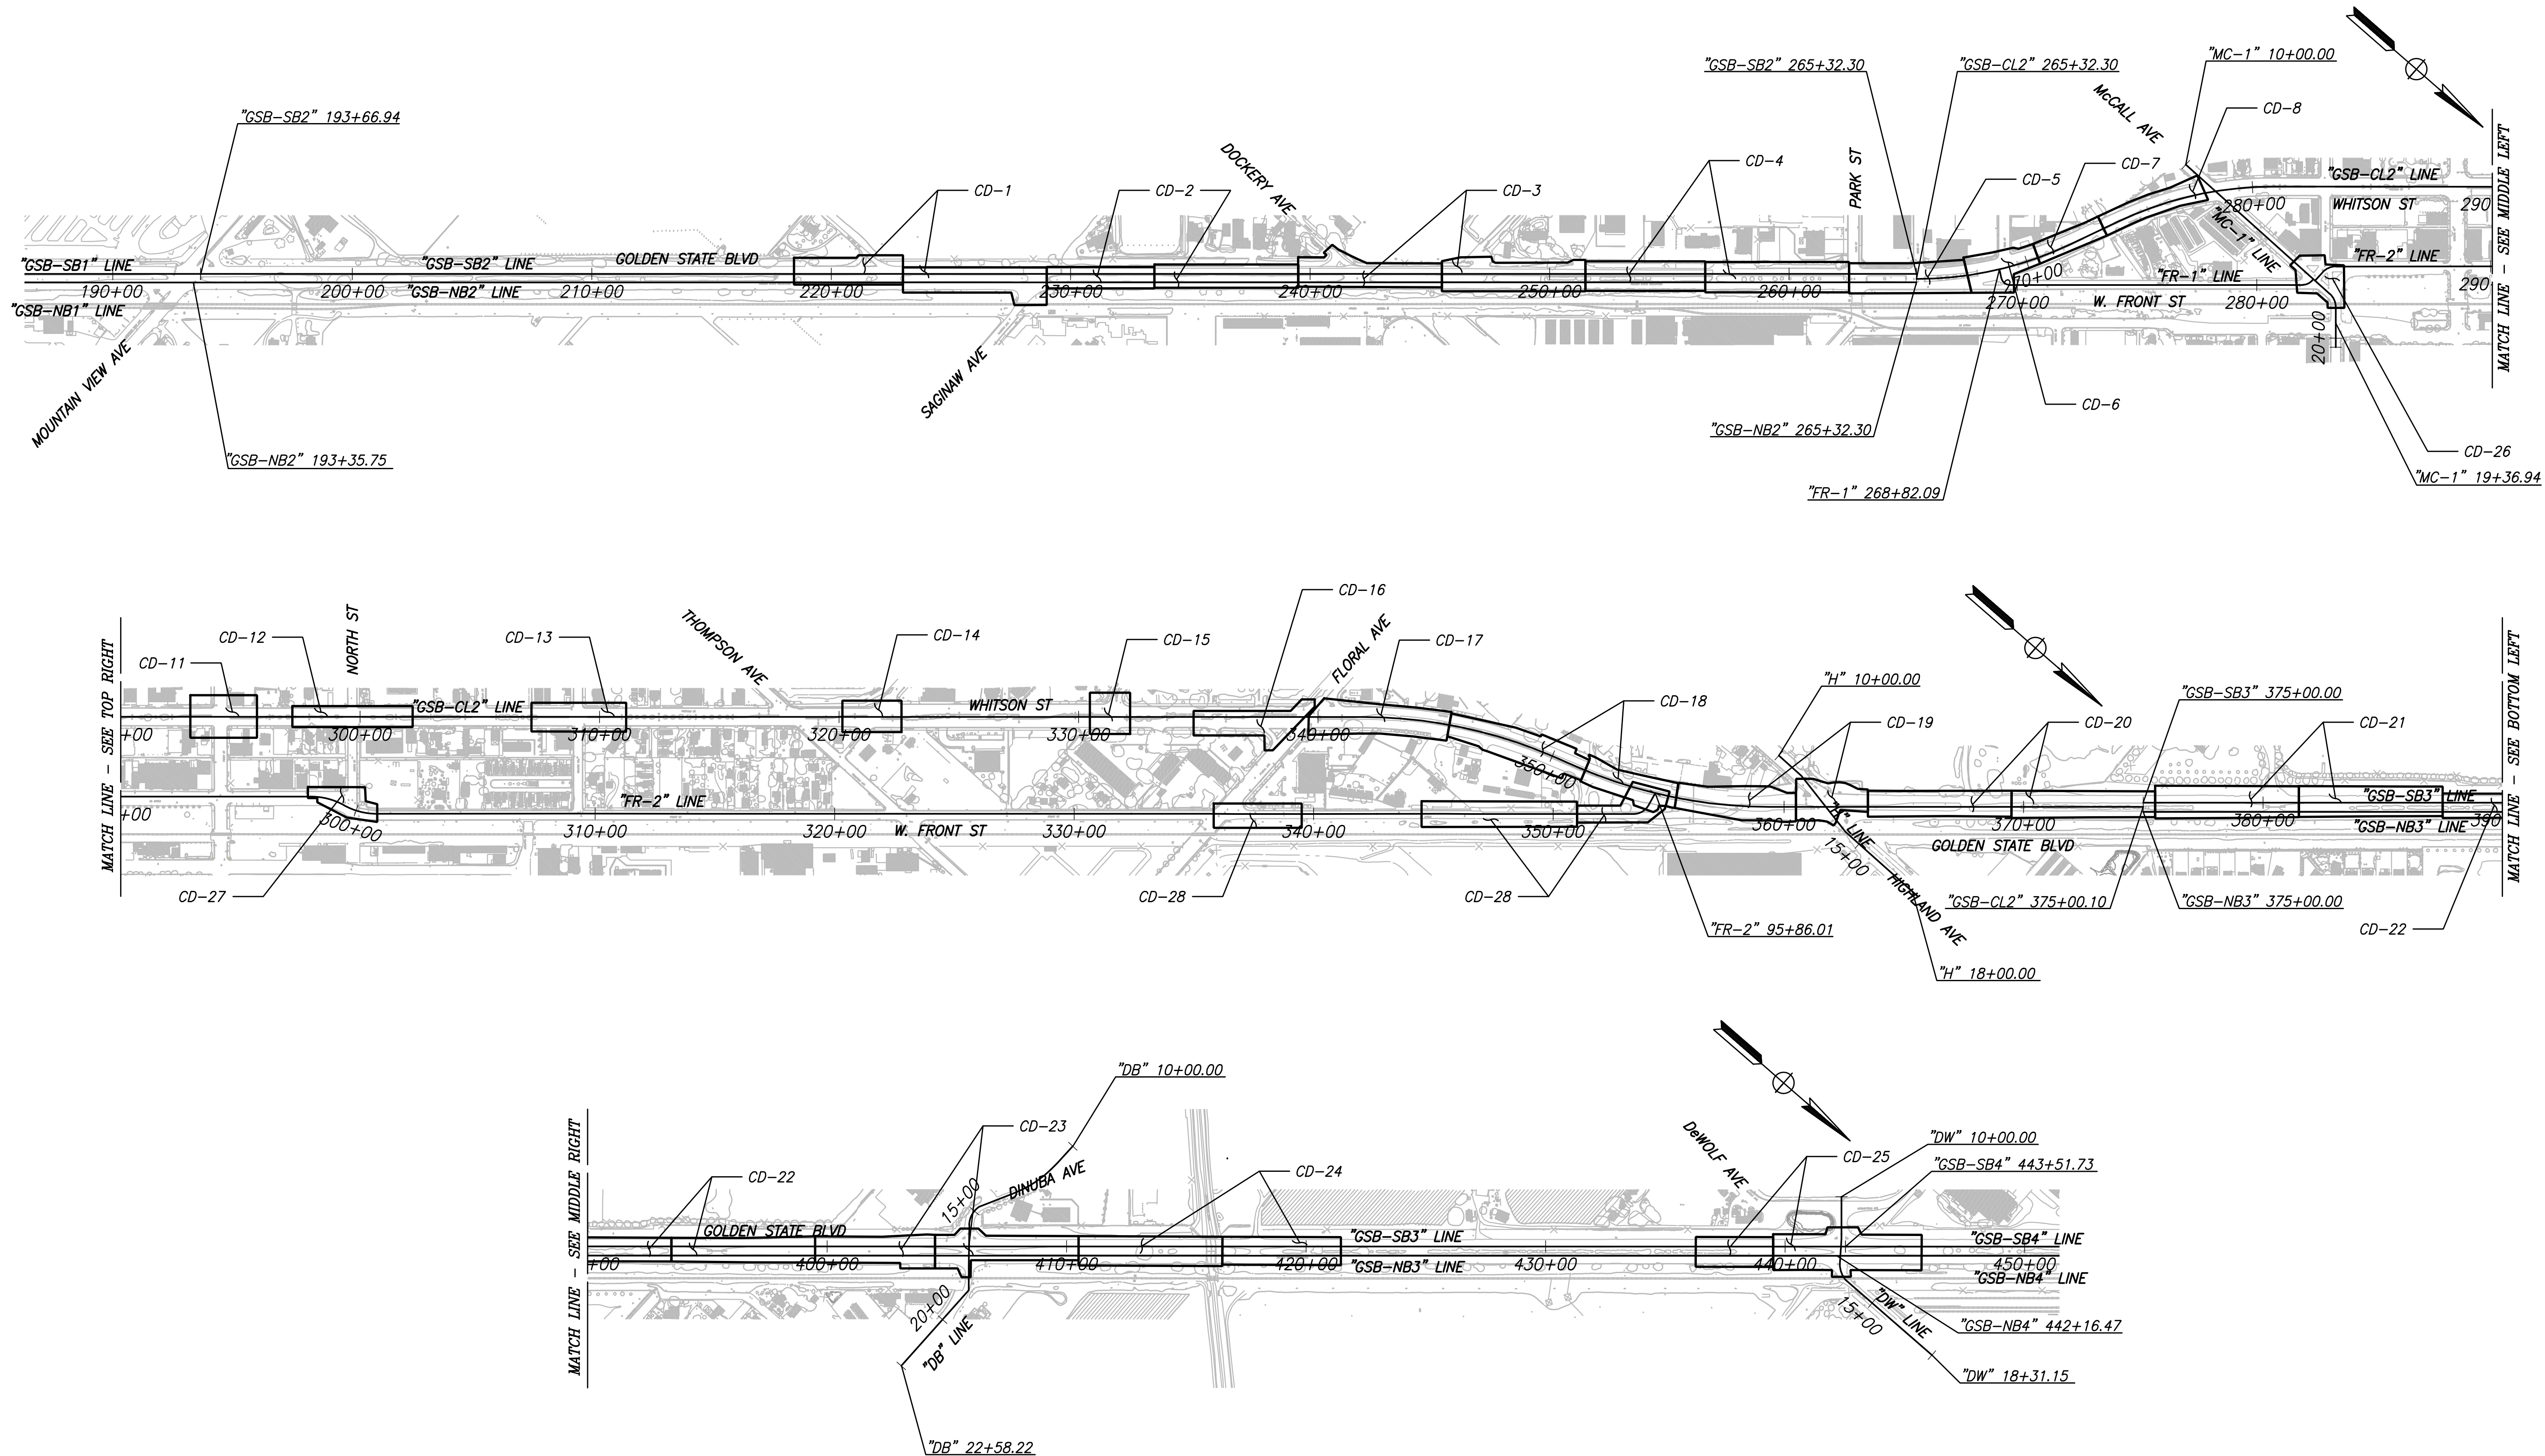 "MC-1" 10+00.00
"GSB-SB2" 265+32.30
"GSB-CL2" 265+32.30
McCALL AVE
CD-8
"GSB-SB2" 193+66.94
DOCKERY AVE
CD-4
PARK ST
CD-7
CD-5
CD-1
CD-2
CD-3
"GSB-CL2" LINE
280+00
WHITSON ST
290
"MC-1" LINE
MATCH LINE - SEE MIDDLE LEFT
"GSB-SB1" LINE
"GSB-SB2" LINE
GOLDEN STATE BLVD
"FR-2" LINE
190+00
200+00
"GSB-NB2" LINE
210+00
220+00
230+00
240+00
250+00
260+00
270+00
270+00
"FR-1" LINE
W. FRONT ST
280+00
290
"GSB-NB1" LINE
20+00
MOUNTAIN VIEW AVE
SAGINAW AVE
CD-6
"GSB-NB2" 265+32.30
"GSB-NB2" 193+35.75
CD-26
"MC-1" 19+36.94
"FR-1" 268+82.09
MATCH LINE - SEE TOP RIGHT
CD-11
CD-12
NORTH ST
CD-13
THOMPSON AVE
CD-14
CD-15
CD-16
FLORAL AVE
CD-17
CD-18
"H" 10+00.00
CD-19
CD-20
"GSB-SB3" 375+00.00
CD-21
MATCH LINE - SEE BOTTOM LEFT
"GSB-CL2" LINE
WHITSON ST
+00
300+00
310+00
320+00
330+00
340+00
350+00
360+00
370+00
380+00
390
"GSB-SB3" LINE
"GSB-NB3" LINE
+00
300+00
"FR-2" LINE
310+00
320+00
W. FRONT ST
330+00
340+00
350+00
"H" LINE
15+00
GOLDEN STATE BLVD
HIGHLAND AVE
CD-27
CD-28
CD-28
"GSB-CL2" 375+00.10
"GSB-NB3" 375+00.00
"FR-2" 95+86.01
CD-22
"H" 18+00.00
MATCH LINE - SEE MIDDLE RIGHT
"DB" 10+00.00
CD-23
CD-22
CD-24
15+00
DINUBA AVE
DeWOLF AVE
CD-25
"DW" 10+00.00
"GSB-SB4" 443+51.73
GOLDEN STATE BLVD
"GSB-SB3" LINE
"GSB-SB4" LINE
+00
400+00
410+00
420+00
"GSB-NB3" LINE
430+00
440+00
450+00
"GSB-NB4" LINE
20+00
"DB" LINE
15+00
"DW" LINE
"GSB-NB4" 442+16.47
"DW" 18+31.15
"DB" 22+58.22